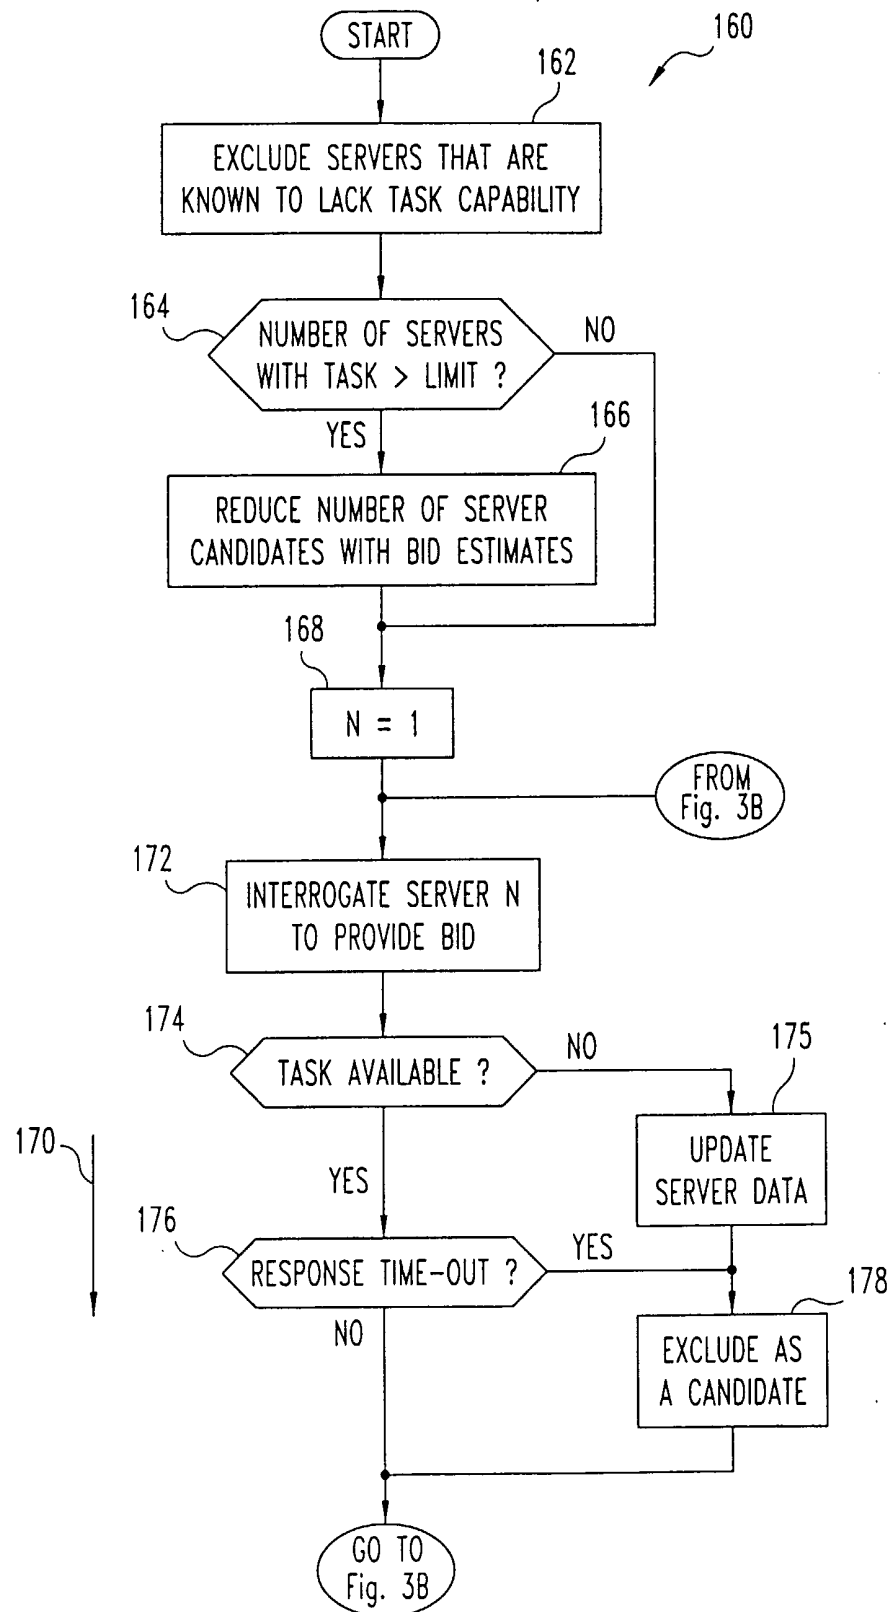 START
160
162
EXCLUDE SERVERS THAT ARE
KNOWN TO LACK TASK CAPABILITY
164
NUMBER OF SERVERS
WITH TASK > LIMIT ?
NO
YES
166
REDUCE NUMBER OF SERVER
CANDIDATES WITH BID ESTIMATES
168
N = 1
FROM
Fig. 3B
172
INTERROGATE SERVER N
TO PROVIDE BID
174
TASK AVAILABLE ?
NO
175
UPDATE
SERVER DATA
170
YES
176
RESPONSE TIME-OUT ?
YES
NO
178
EXCLUDE AS
A CANDIDATE
GO TO
Fig. 3B